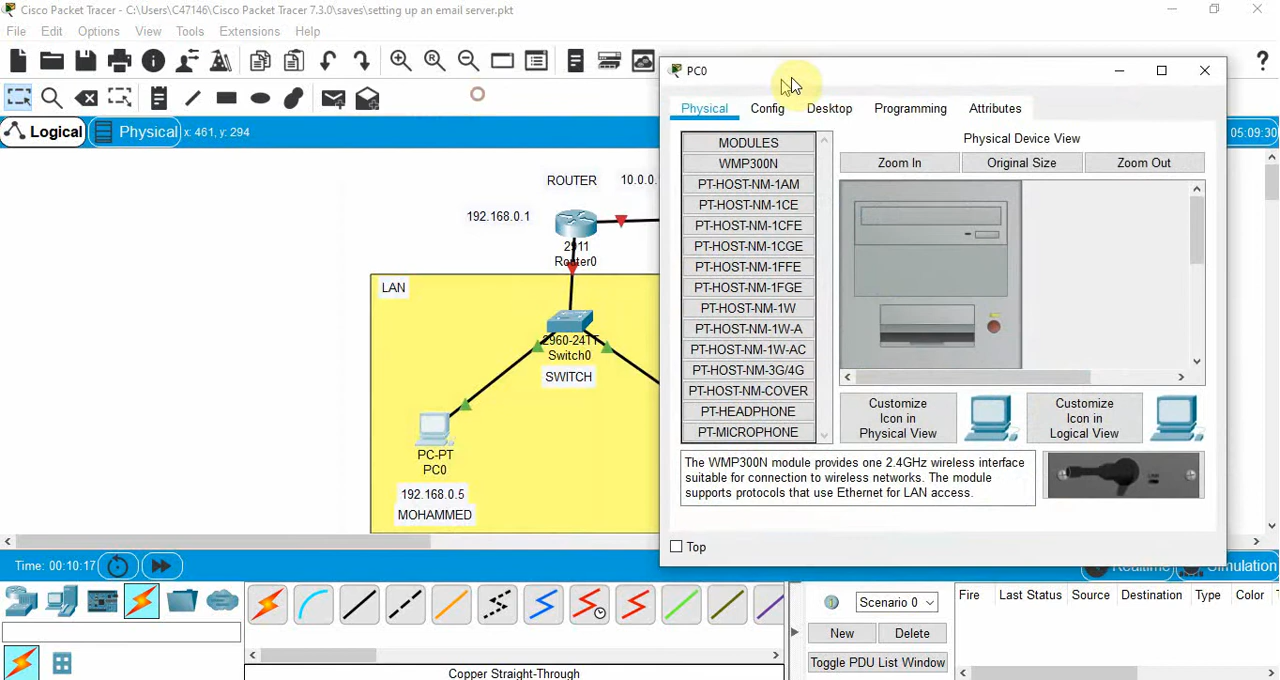 Cisco Packet Tracer - C:\Users\C47146\Cisco Packet Tracer 7.3.0\saves\setting up an email server.pkt
File Edit Options View Tools Extensions Help
Logical Physical x: 461, y: 294
05:09:30
ROUTER 10.0.0.
192.168.0.1
2911
Router0
LAN
2960-24TT
Switch0
SWITCH
PC-PT
PC0
192.168.0.5
MOHAMMED
PC0
Physical Config Desktop Programming Attributes
MODULES
WMP300N
PT-HOST-NM-1AM
PT-HOST-NM-1CE
PT-HOST-NM-1CFE
PT-HOST-NM-1CGE
PT-HOST-NM-1FFE
PT-HOST-NM-1FGE
PT-HOST-NM-1W
PT-HOST-NM-1W-A
PT-HOST-NM-1W-AC
PT-HOST-NM-3G/4G
PT-HOST-NM-COVER
PT-HEADPHONE
PT-MICROPHONE
Physical Device View
Zoom In Original Size Zoom Out
Customize
Icon in
Physical View
Customize
Icon in
Logical View
The WMP300N module provides one 2.4GHz wireless interface
suitable for connection to wireless networks. The module
supports protocols that use Ethernet for LAN access.
Top
Time: 00:10:17
Realtime Simulation
Scenario 0
New Delete
Toggle PDU List Window
Fire Last Status Source Destination Type Color
Copper Straight-Through